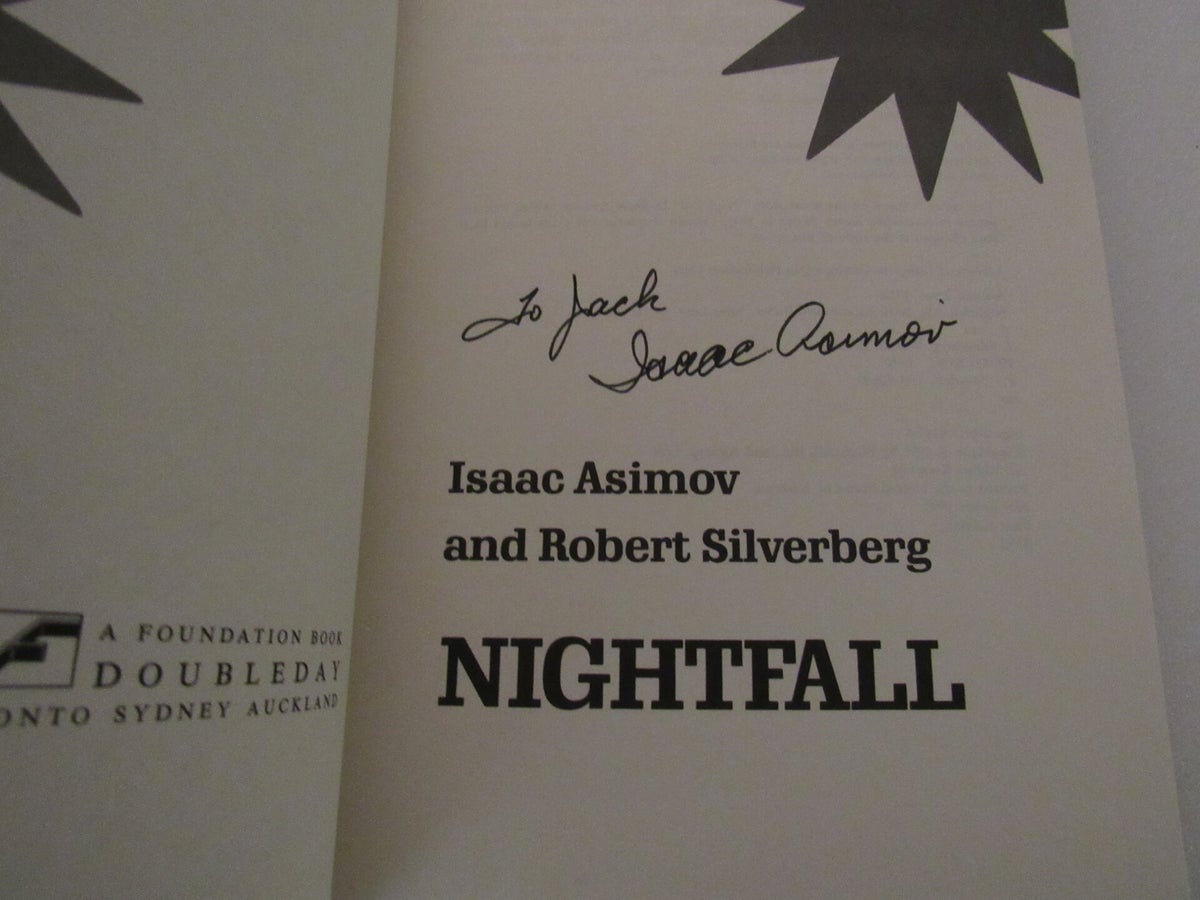 A FOUNDATION BOOK
DOUBLEDAY
ONTO SYDNEY AUCKLAND
To Jack
Isaac Asimov
Isaac Asimov
and Robert Silverberg
NIGHTFALL